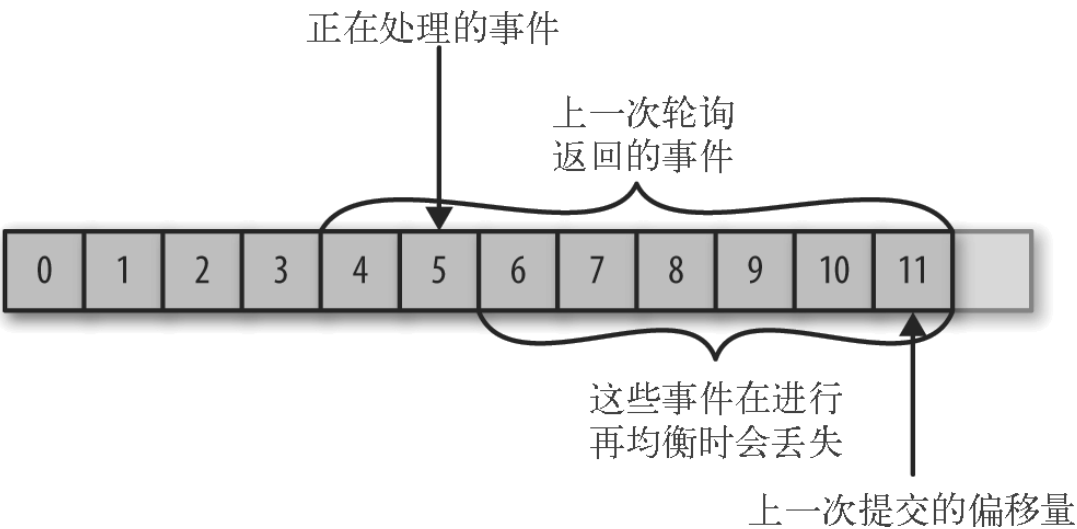 正在处理的事件
上一次轮询
返回的事件
0 1 2 3 4 5 6 7 8 9 10 11
这些事件在进行
再均衡时会丢失
上一次提交的偏移量